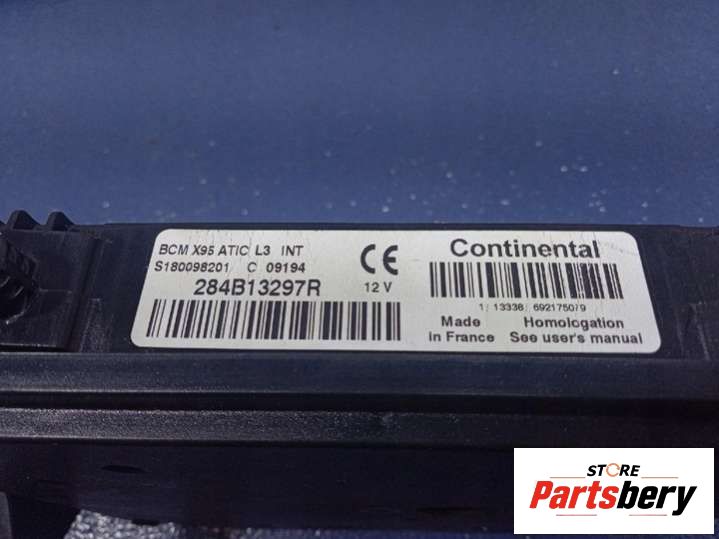 BCM X95 ATIC L3 INT
S180098201 C 09194
284B13297R
CE
12 V
Continental
1/ 13336/ 692175079
Made in France
Homologation
See user's manual
STORE
Partsbery